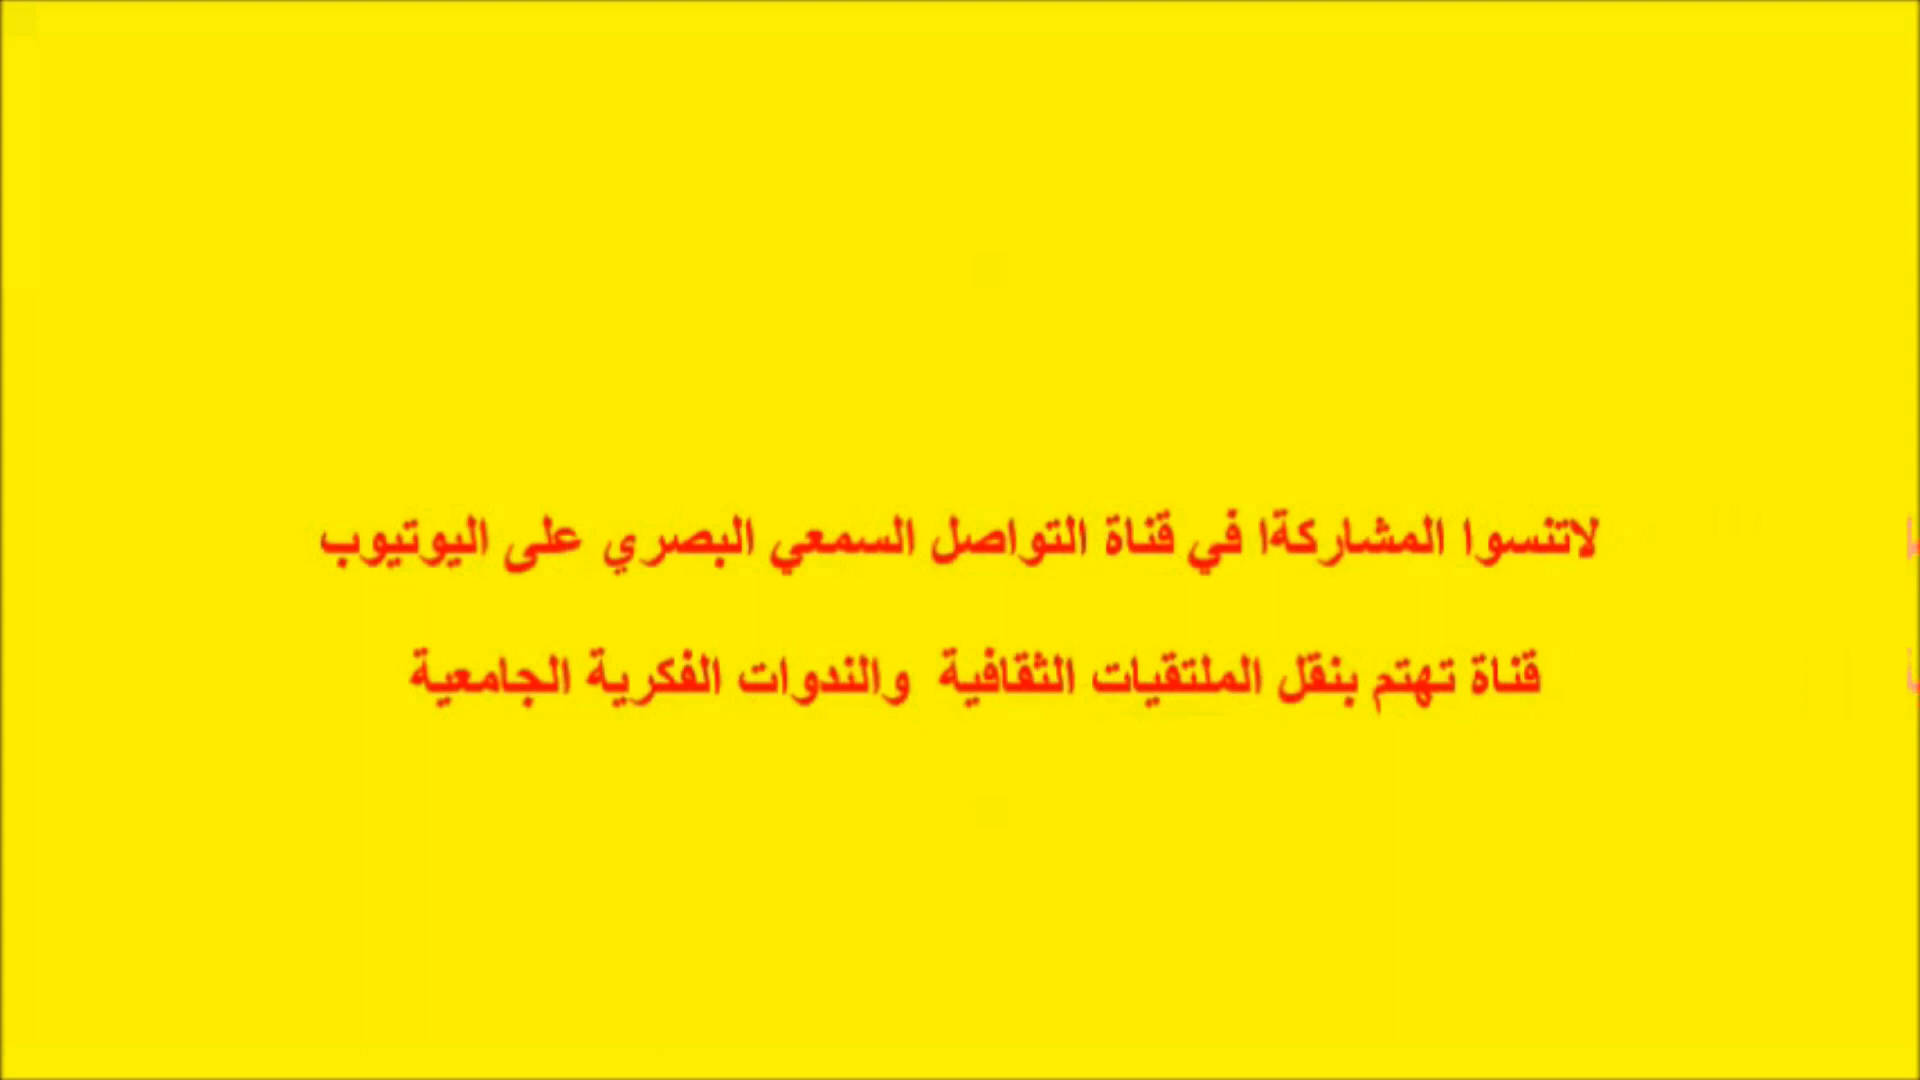 لاتنسوا المشاركةا في قناة التواصل السمعي البصري على اليوتيوب
قناة تهتم بنقل الملتقيات الثقافية والندوات الفكرية الجامعية